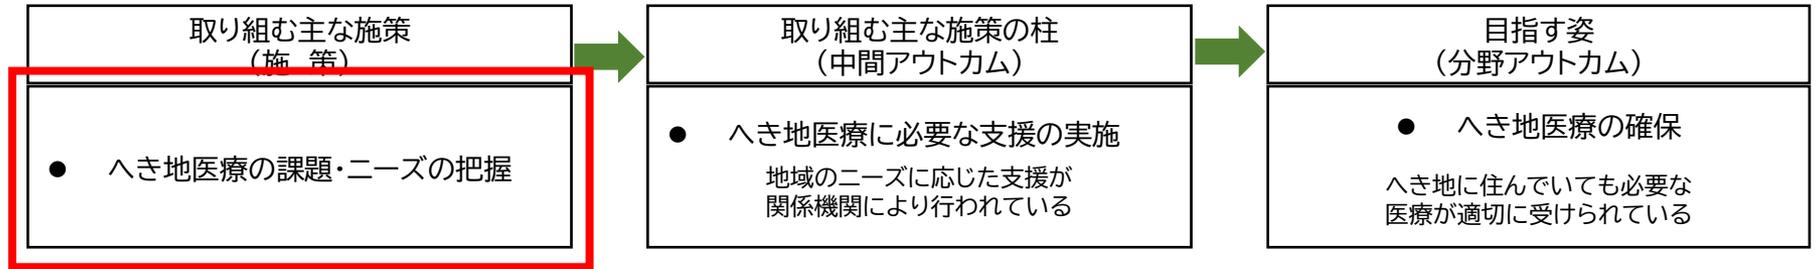 取り組む主な施策
（施　策）
● へき地医療の課題・ニーズの把握
取り組む主な施策の柱
（中間アウトカム）
● へき地医療に必要な支援の実施
地域のニーズに応じた支援が
関係機関により行われている
目指す姿
（分野アウトカム）
● へき地医療の確保
へき地に住んでいても必要な
医療が適切に受けられている